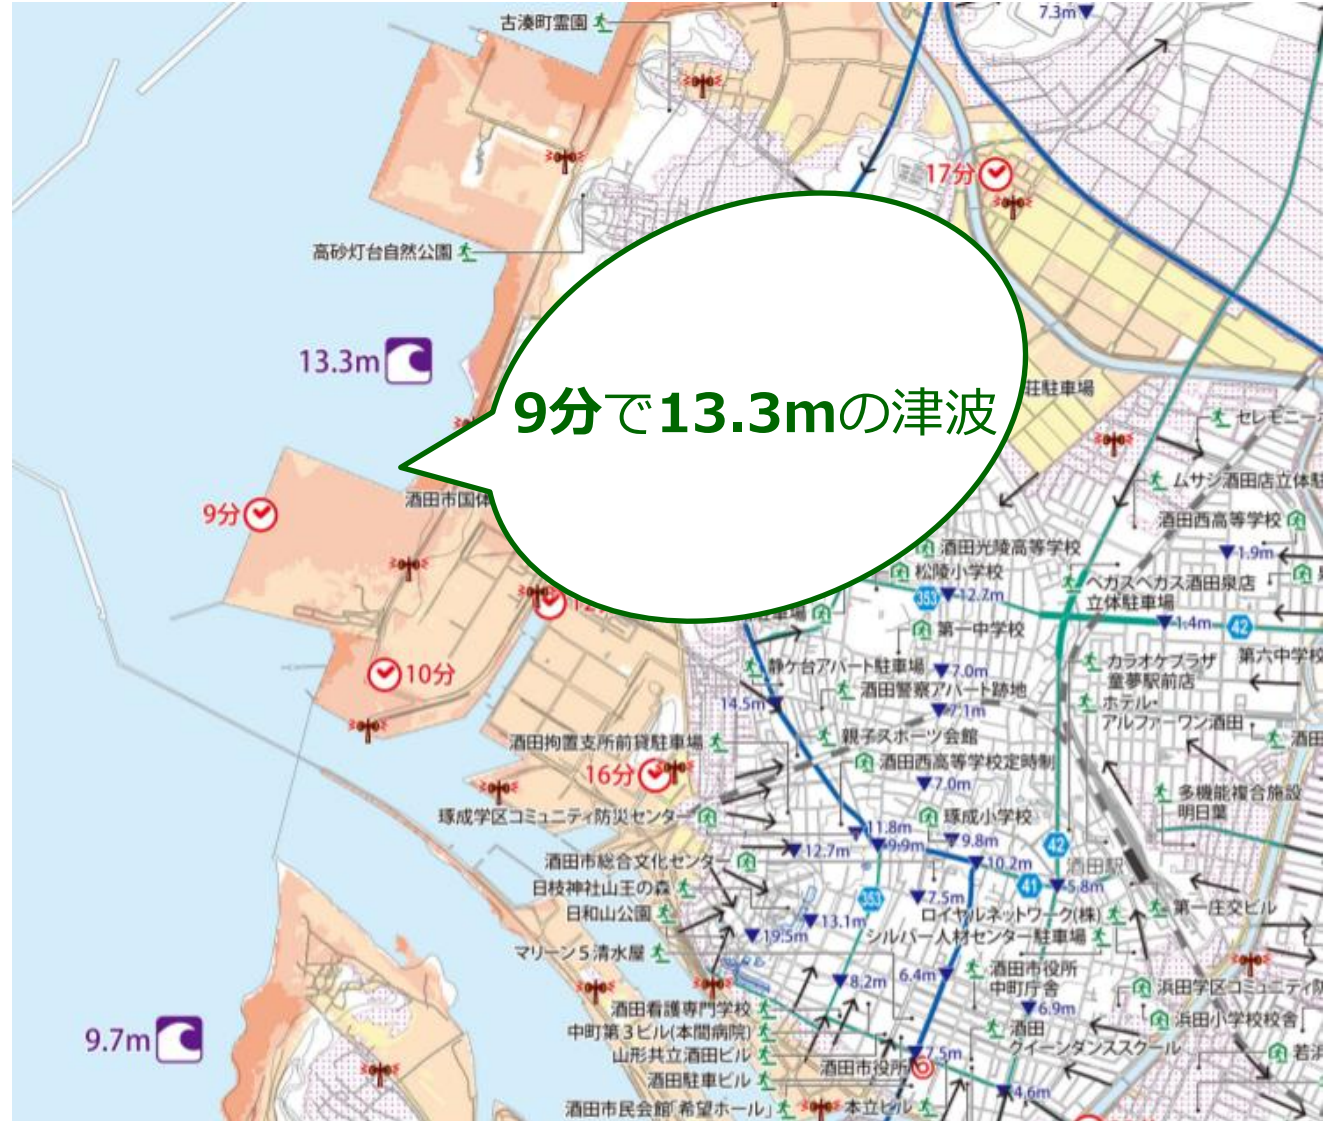 古湊町霊園
7.3m
17分
高砂灯台自然公園
13.3m
9分で13.3mの津波
荘駐車場
セレモニー
ムサシ酒田店立体駐
酒田市国体
9分
酒田西高等学校
1.9m
酒田光陵高等学校
松陵小学校
353
12.7m
ベガスベガス酒田泉店
立体駐車場
1.4m
42
駐車場
第一中学校
10分
静ケ台アパート駐車場
7.0m
カラオケプラザ
童夢駅前店
第六中学校
酒田警察アパート跡地
7.1m
14.5m
ホテル・
アルファーワン酒田
酒田
親子スポーツ会館
酒田拘置支所前貸駐車場
酒田西高等学校定時制
16分
7.0m
多機能複合施設
明日葉
琢成学区コミュニティ防災センター
琢成小学校
11.8m
9.9m
9.8m
42
12.7m
10.2m
酒田駅
酒田市総合文化センター
日枝神社山王の森
353
7.5m
41
5.8m
日和山公園
13.1m
ロイヤルネットワーク(株)
第一庄交ビル
19.5m
シルバー人材センター駐車場
マリーン5清水屋
8.2m
6.4m
酒田市役所
中町庁舎
浜田学区コミュニティ防
酒田看護専門学校
6.9m
中町第3ビル(本間病院)
酒田
クイーンダンススクール
浜田小学校校舎
9.7m
山形共立酒田ビル
7.5m
若浜
酒田市役所
酒田駐車ビル
4.6m
酒田市民会館「希望ホール」
本立ビル